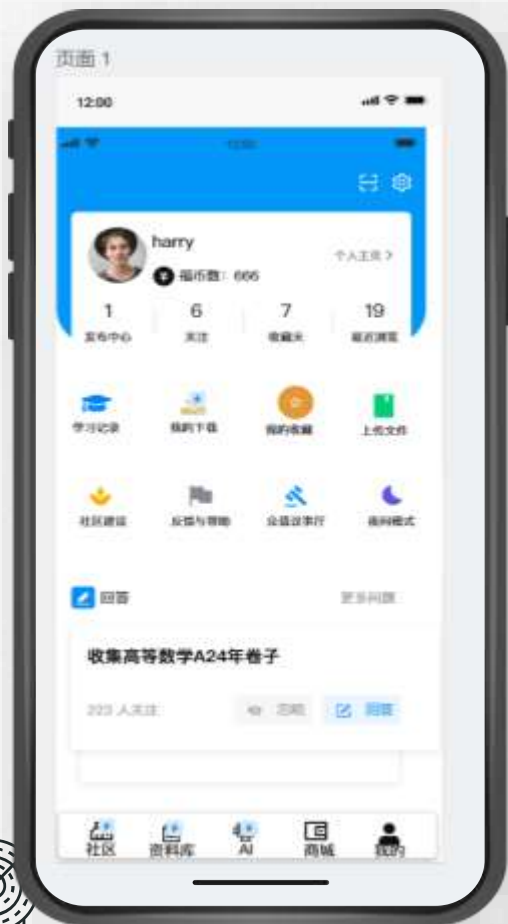 页面 1
12:00
harry
个人主页 >
福币数: 666
1 6 7 19
发布中心 关注 收藏夹 最近浏览
学习记录 我的下载 我的收藏 上传文件
社区建设 反馈与帮助 众议议事厅 夜间模式
回答
更多问题
收集高等数学A24年卷子
223 人关注
忽略
回答
社区 资料库 AI 商城 我的